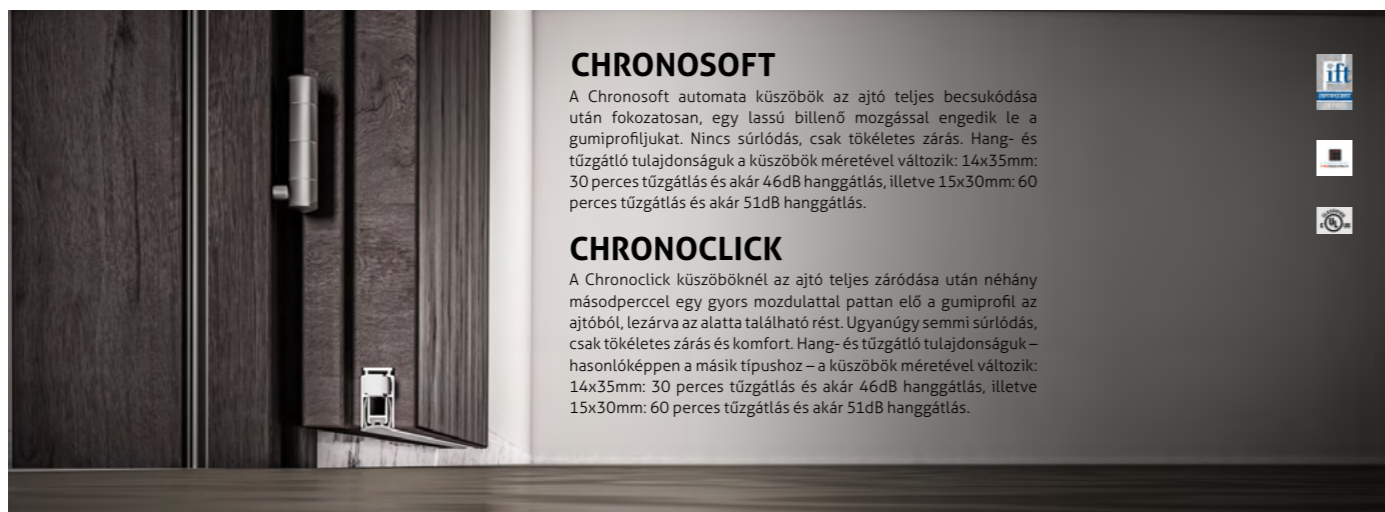 CHRONOSOFT
A Chronosoft automata küszöbök az ajtó teljes becsukódása
után fokozatosan, egy lassú billenő mozgással engedik le a
gumiprofiljukat. Nincs súrlódás, csak tökéletes zárás. Hang- és
tűzgátló tulajdonságuk a küszöbök méretével változik: 14x35mm:
30 perces tűzgátlás és akár 46dB hanggátlás, illetve 15x30mm: 60
perces tűzgátlás és akár 51dB hanggátlás.
CHRONOCLICK
A Chronoclick küszöböknél az ajtó teljes záródása után néhány
másodperccel egy gyors mozdulattal pattan elő a gumiprofil az
ajtóból, lezárva az alatta található rést. Ugyanúgy semmi súrlódás,
csak tökéletes zárás és komfort. Hang- és tűzgátló tulajdonságuk –
hasonlóképpen a másik típushoz – a küszöbök méretével változik:
14x35mm: 30 perces tűzgátlás és akár 46dB hanggátlás, illetve
15x30mm: 60 perces tűzgátlás és akár 51dB hanggátlás.
ift
C UL US